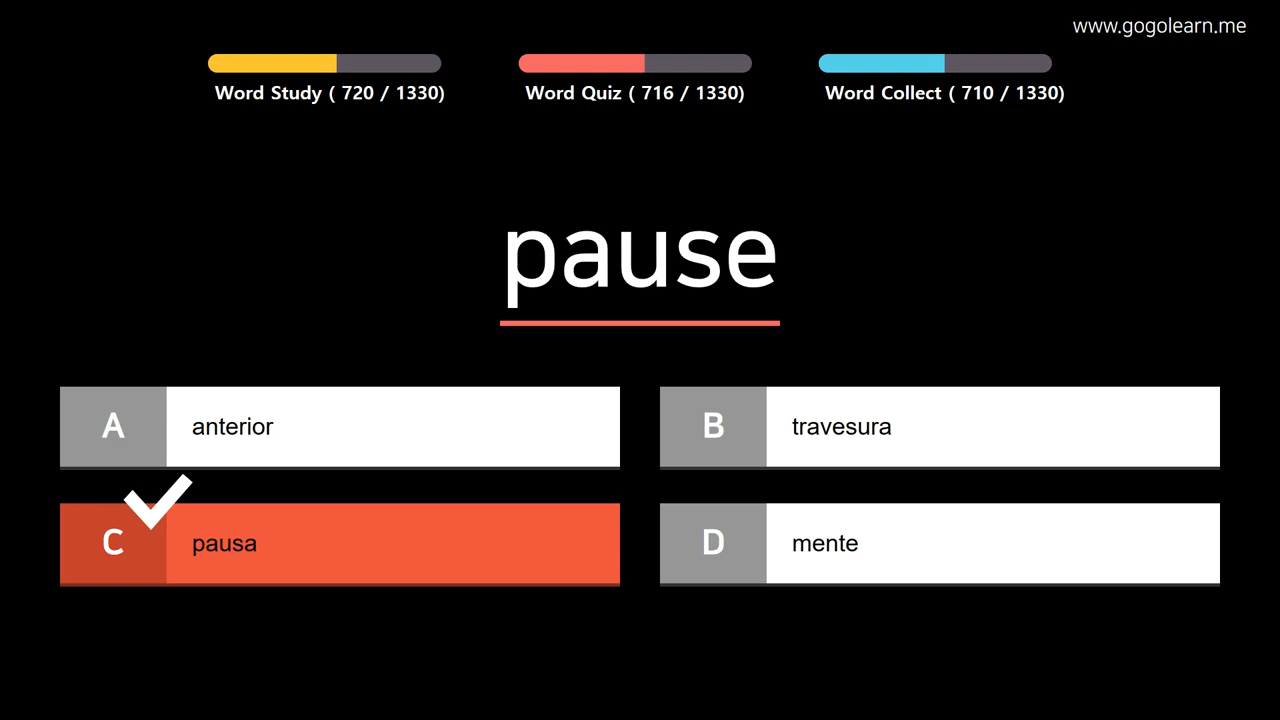 www.gogolearn.me
Word Study ( 720 / 1330)
Word Quiz ( 716 / 1330)
Word Collect ( 710 / 1330)
pause
A anterior
B travesura
C pausa
D mente